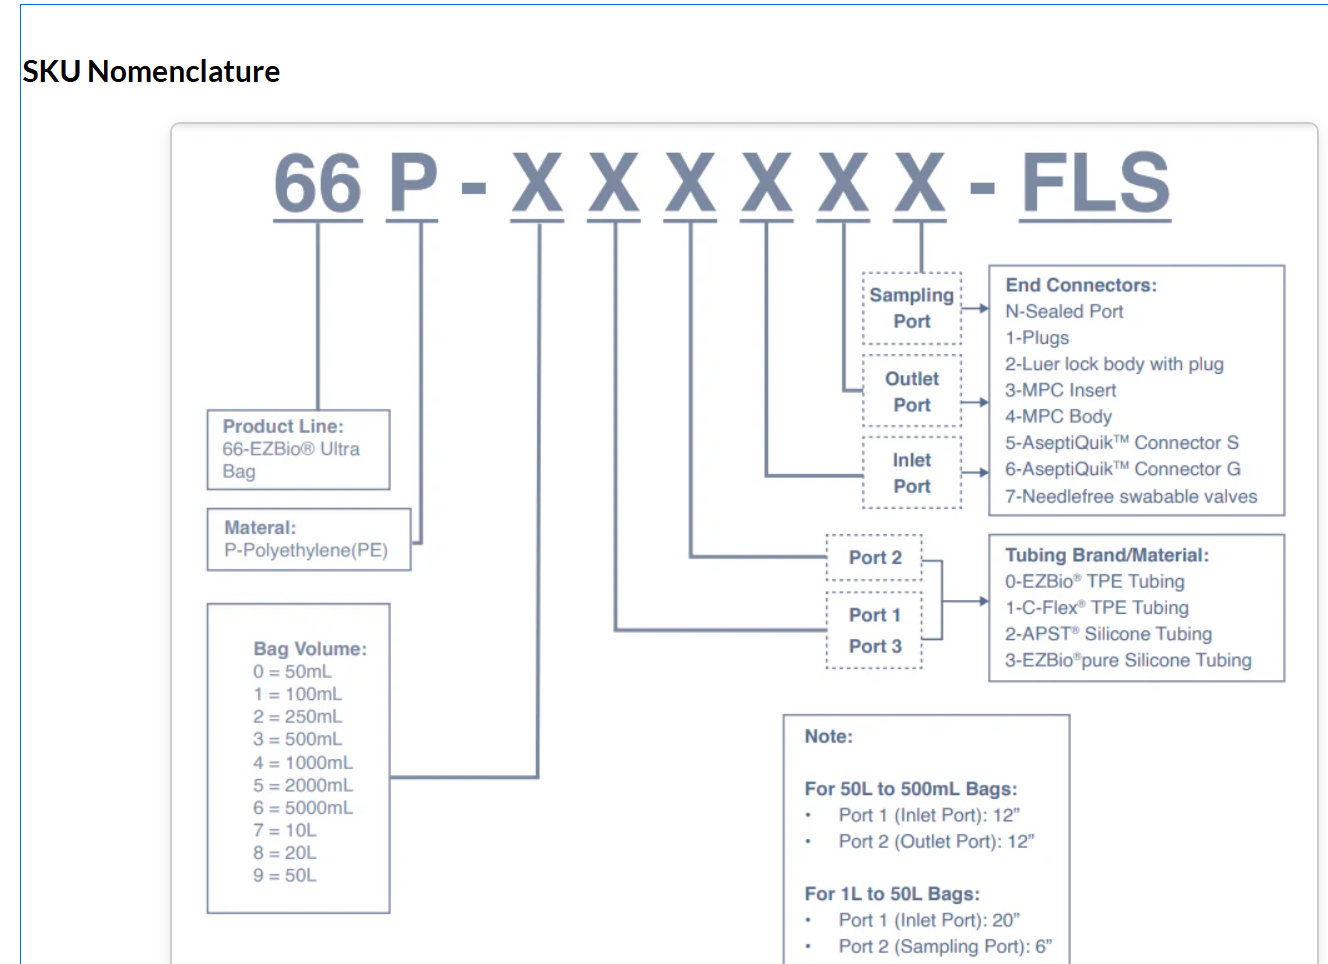 SKU Nomenclature
66 P - X X X X X X - FLS
Product Line:
66-EZBio® Ultra
Bag
Materal:
P-Polyethylene(PE)
Bag Volume:
0 = 50mL
1 = 100mL
2 = 250mL
3 = 500mL
4 = 1000mL
5 = 2000mL
6 = 5000mL
7 = 10L
8 = 20L
9 = 50L
Sampling
Port
Outlet
Port
Inlet
Port
End Connectors:
N-Sealed Port
1-Plugs
2-Luer lock body with plug
3-MPC Insert
4-MPC Body
5-AseptiQuik™ Connector S
6-AseptiQuik™ Connector G
7-Needlefree swabable valves
Port 2
Port 1
Port 3
Tubing Brand/Material:
0-EZBio® TPE Tubing
1-C-Flex® TPE Tubing
2-APST® Silicone Tubing
3-EZBio®pure Silicone Tubing
Note:
For 50L to 500mL Bags:
• Port 1 (Inlet Port): 12”
• Port 2 (Outlet Port): 12”
For 1L to 50L Bags:
• Port 1 (Inlet Port): 20”
• Port 2 (Sampling Port): 6”